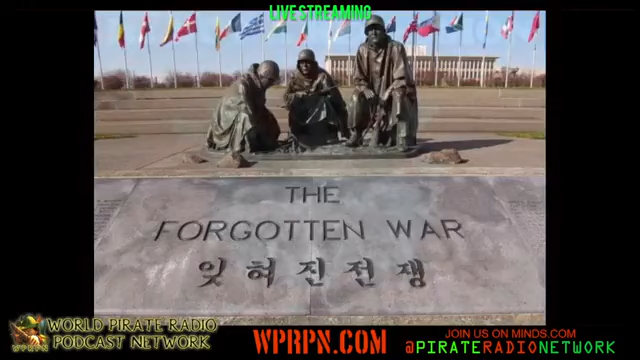 LIVE STREAMING
THE
FORGOTTEN WAR
잊혀진전쟁
WORLD PIRATE RADIO
PODCAST NETWORK
WPRPN
WPRPN.COM
JOIN US ON MINDS.COM
@PIRATERADIONETWORK